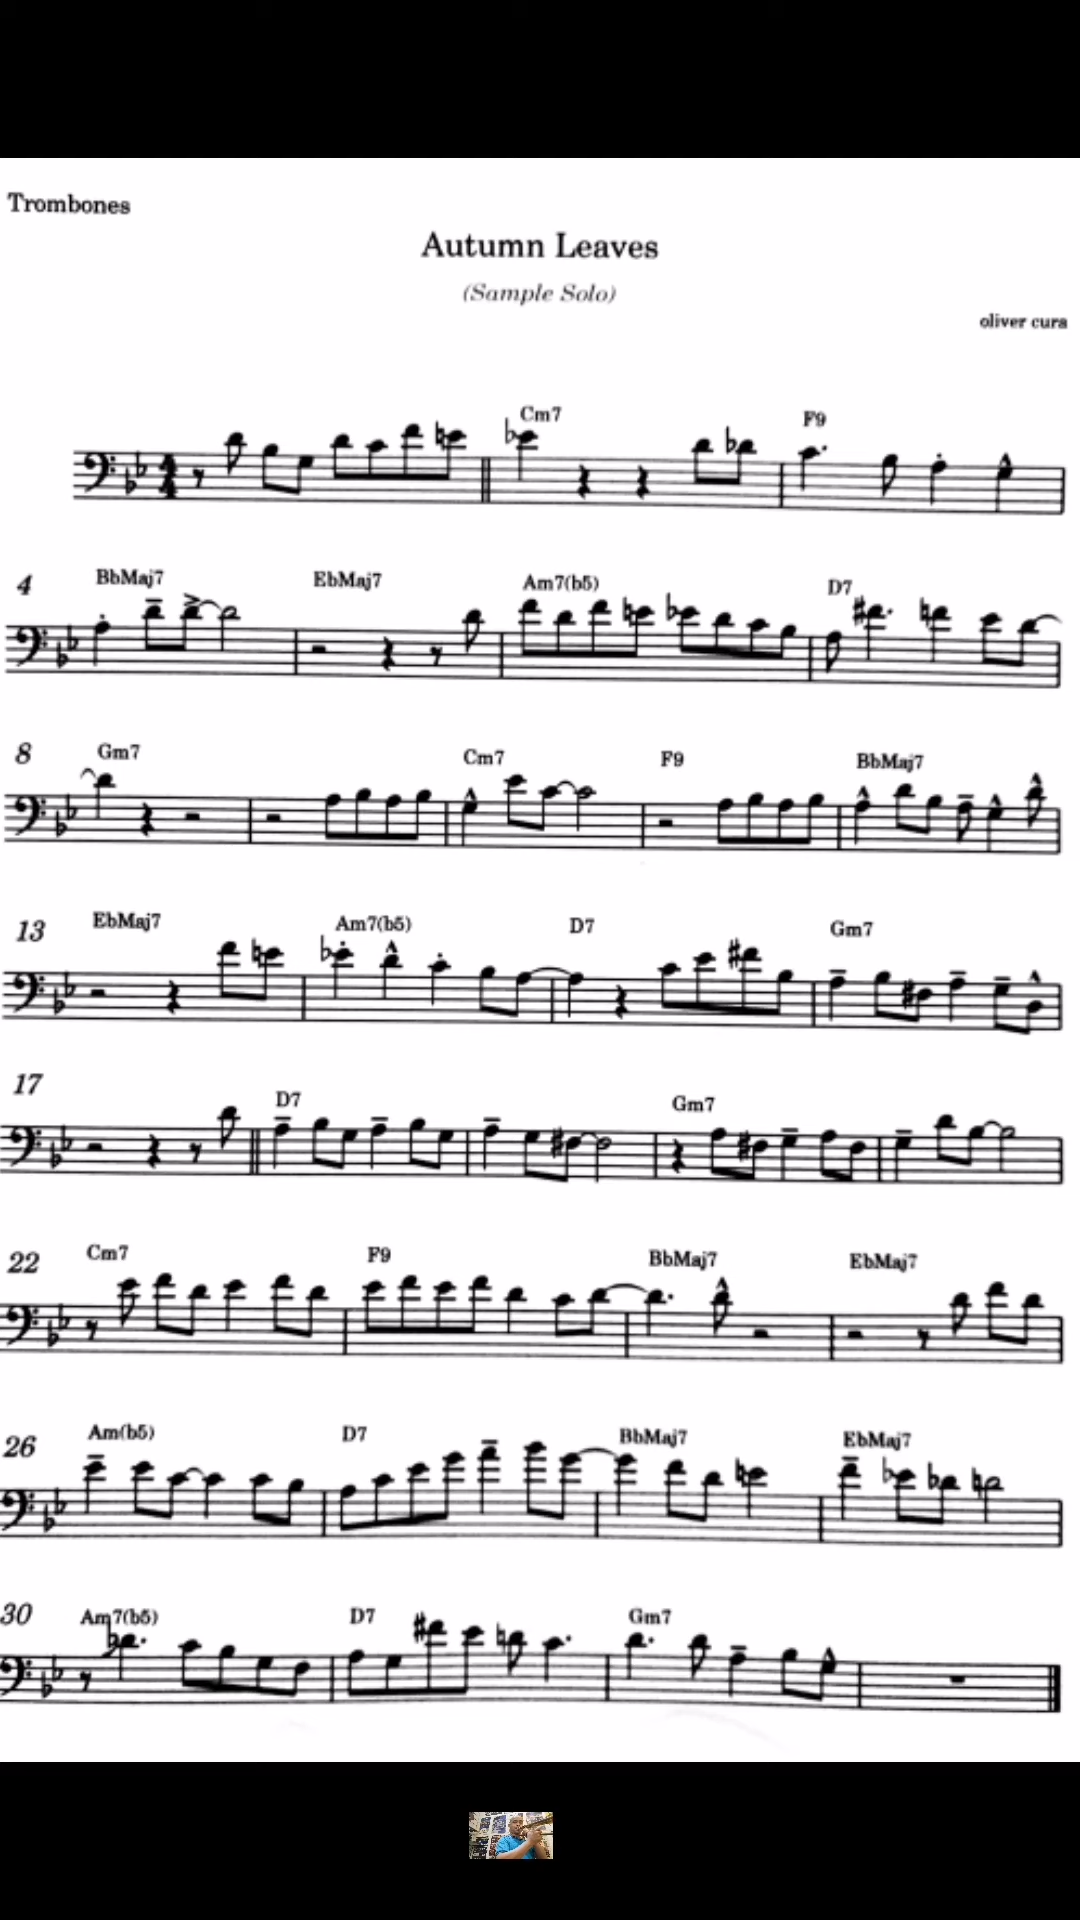 Trombones
Autumn Leaves
(Sample Solo)
oliver cura
Cm7 F9
4 BbMaj7 EbMaj7 Am7(b5) D7
8 Gm7 Cm7 F9 BbMaj7
13 EbMaj7 Am7(b5) D7 Gm7
17 D7 Gm7
22 Cm7 F9 BbMaj7 EbMaj7
26 Am(b5) D7 BbMaj7 EbMaj7
30 Am7(b5) D7 Gm7